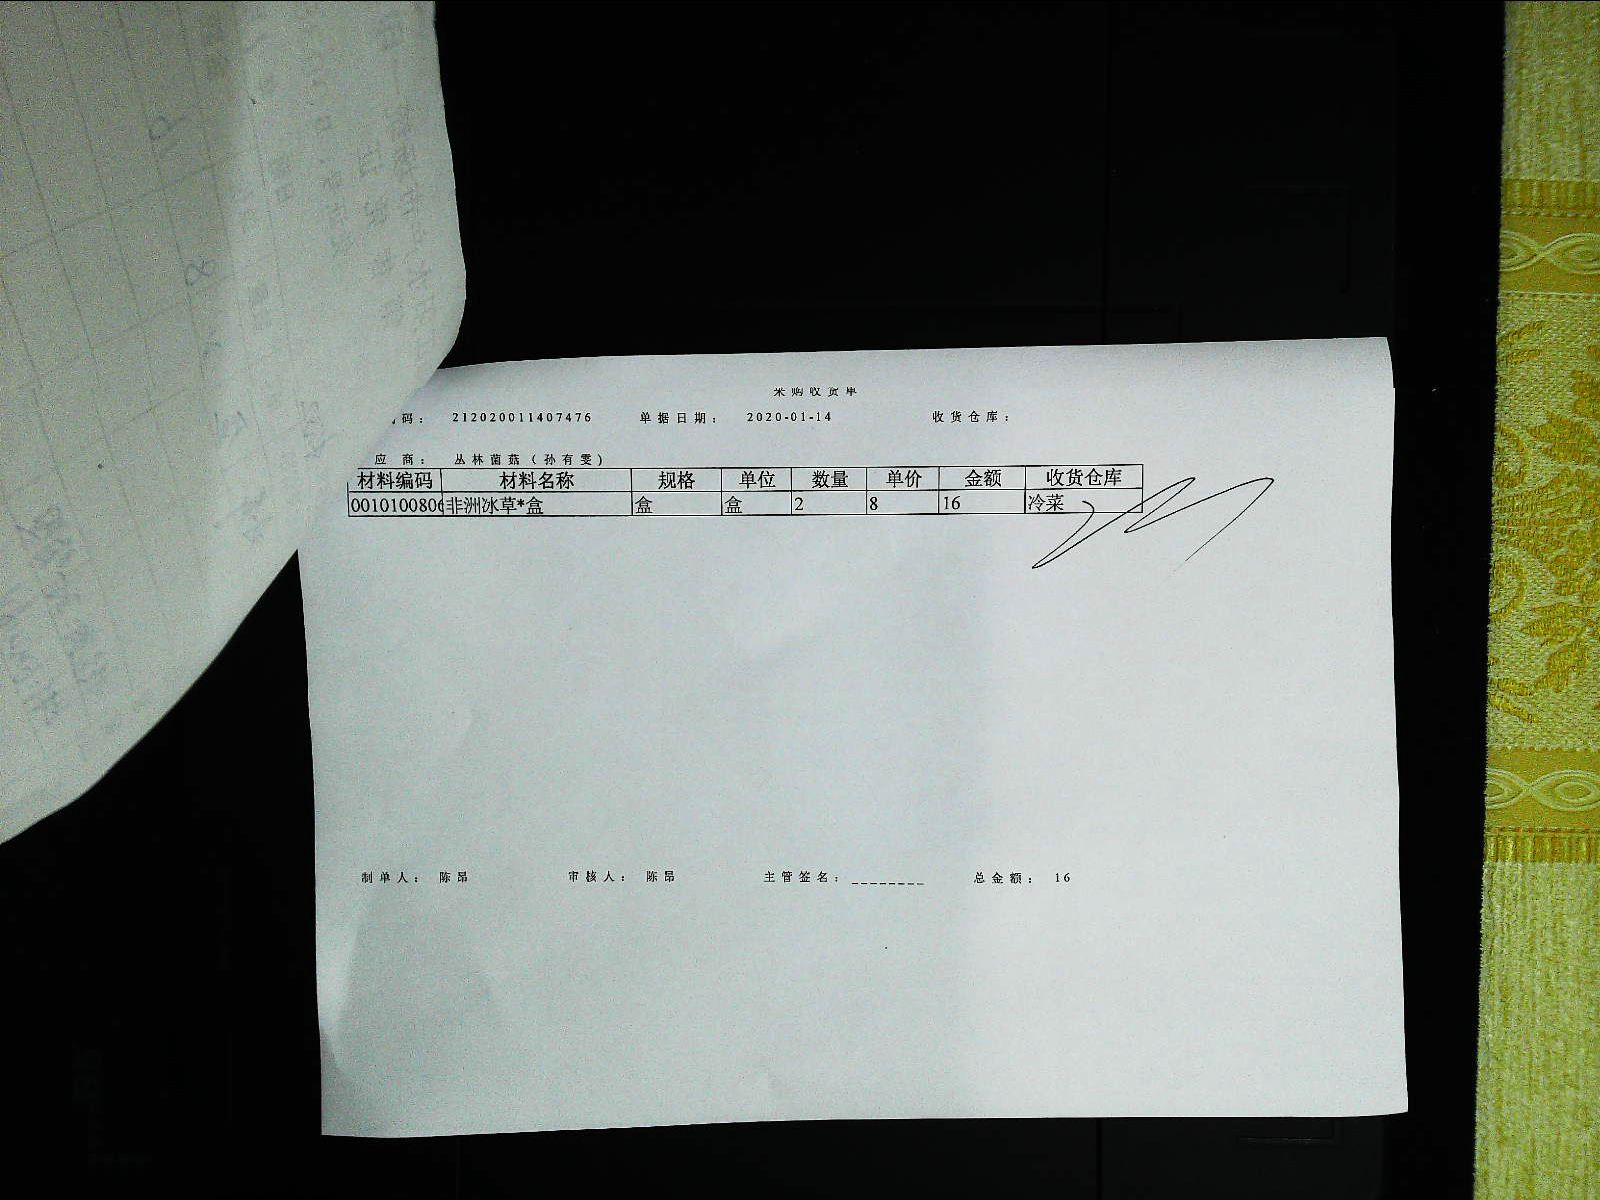 采购收货单
码： 212020011407476 单据日期： 2020-01-14 收货仓库：
应 商： 丛林菌菇（孙有雯）
材料编码 材料名称 规格 单位 数量 单价 金额 收货仓库
0010100806 非洲冰草*盒 盒 盒 2 8 16 冷菜
制单人： 陈昂 审核人： 陈昂 主管签名：________ 总金额： 16